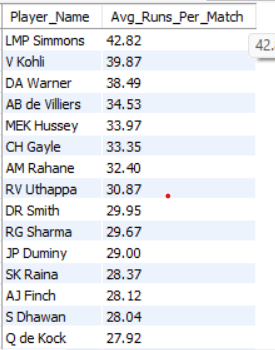 Player_Name Avg_Runs_Per_Match
LMP Simmons 42.82
V Kohli 39.87
DA Warner 38.49
AB de Villiers 34.53
MEK Hussey 33.97
CH Gayle 33.35
AM Rahane 32.40
RV Uthappa 30.87
DR Smith 29.95
RG Sharma 29.67
JP Duminy 29.00
SK Raina 28.37
AJ Finch 28.12
S Dhawan 28.04
Q de Kock 27.92